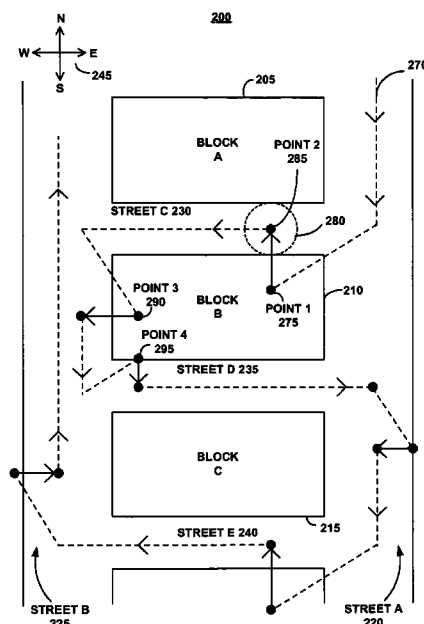 200
N
W E
S
245
205
270
BLOCK
A
POINT 2
285
STREET C 230
280
BLOCK
B
210
POINT 3
290
POINT 1
275
POINT 4
295
STREET D 235
BLOCK
C
215
STREET E 240
STREET B
225
STREET A
220